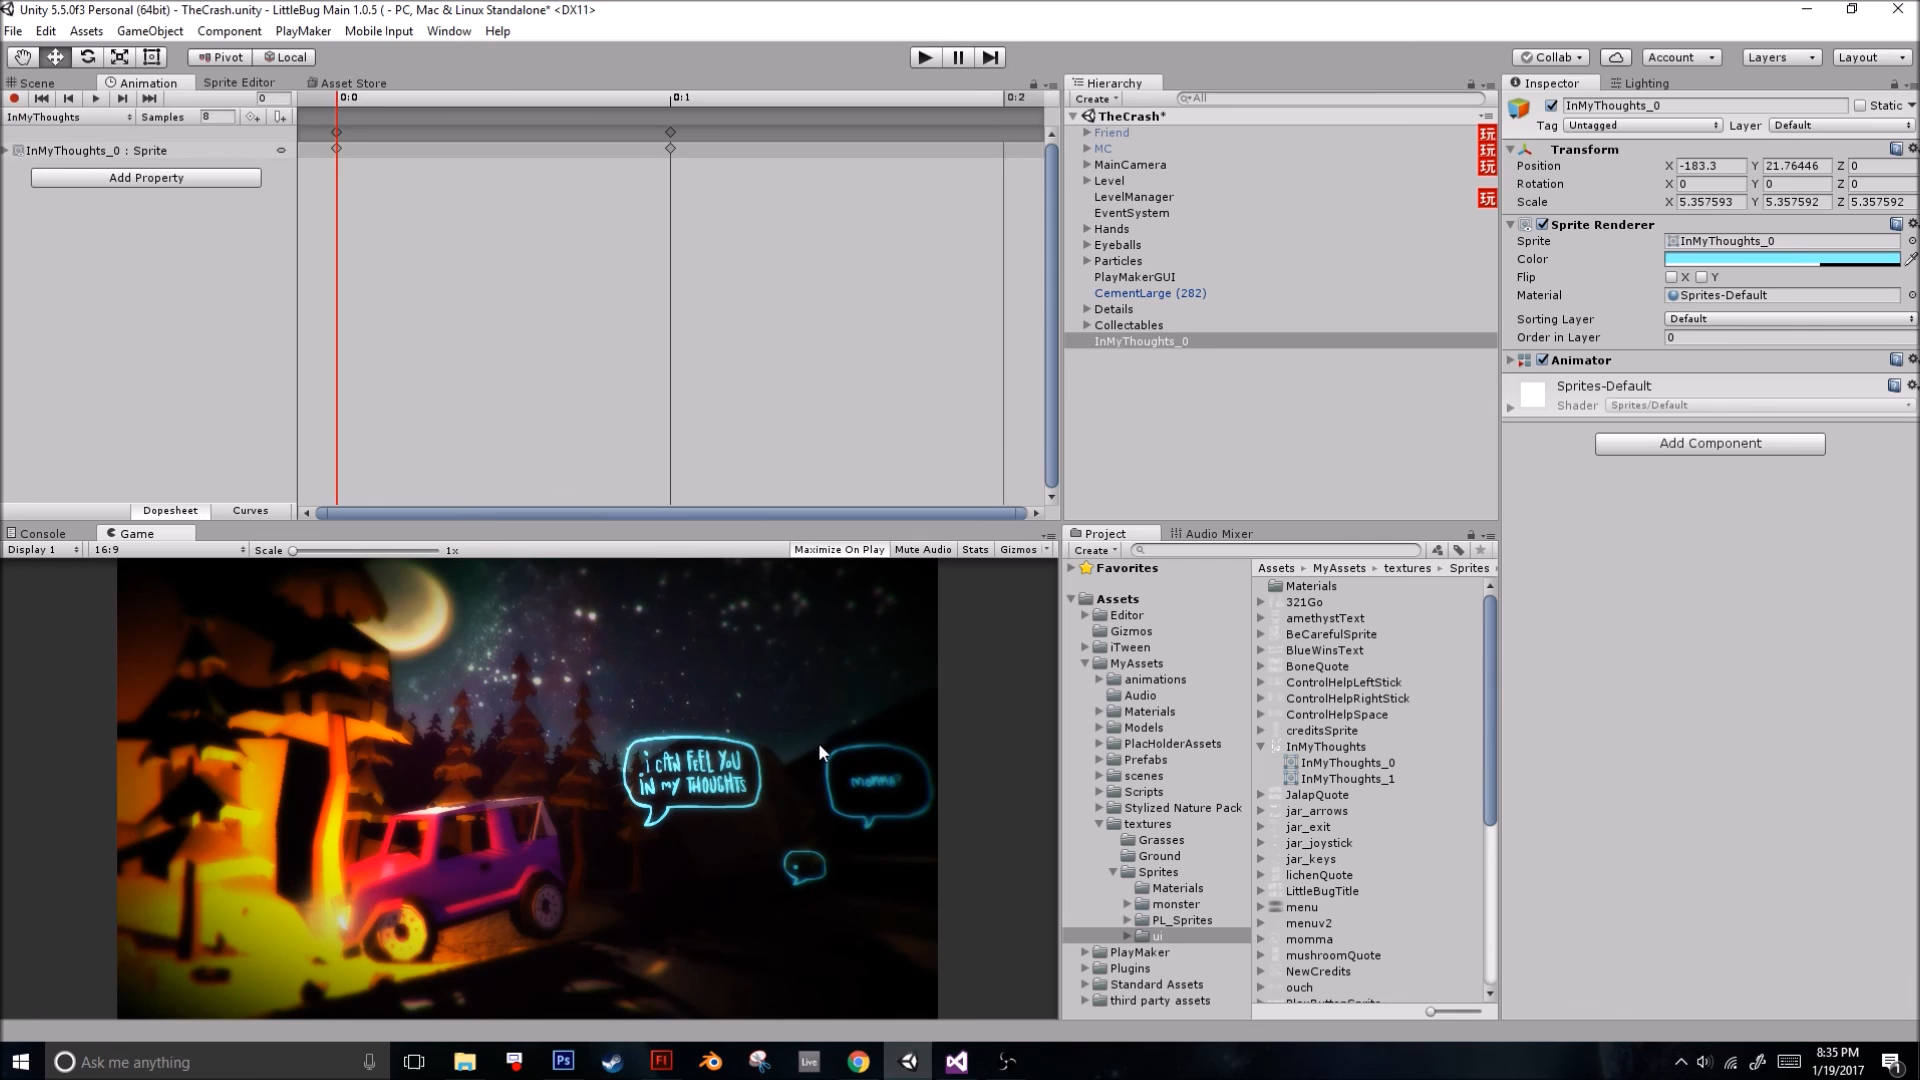 Unity 5.5.0f3 Personal (64bit) - TheCrash.unity - LittleBug Main 1.0.5 ( - PC, Mac & Linux Standalone* <DX11>
File Edit Assets GameObject Component PlayMaker Mobile Input Window Help
Pivot Local Collab Account Layers Layout
Scene Animation Sprite Editor Asset Store
0 0:0 0:1 0:2
InMyThoughts Samples 8
InMyThoughts_0 : Sprite
Add Property
Dopesheet Curves
Hierarchy
Create All
TheCrash*
Friend 玩
MC 玩
MainCamera 玩
Level
LevelManager 玩
EventSystem
Hands
Eyeballs
Particles
PlayMakerGUI
CementLarge (282)
Details
Collectables
InMyThoughts_0
Inspector Lighting
InMyThoughts_0 Static
Tag Untagged Layer Default
Transform
Position X -183.3 Y 21.76446 Z 0
Rotation X 0 Y 0 Z 0
Scale X 5.357593 Y 5.357592 Z 5.357592
Sprite Renderer
Sprite InMyThoughts_0
Color
Flip X Y
Material Sprites-Default
Sorting Layer Default
Order in Layer 0
Animator
Sprites-Default
Shader Sprites/Default
Add Component
Console Game
Display 1 16:9 Scale 1x Maximize On Play Mute Audio Stats Gizmos
I CAN FEEL YOU
IN MY THOUGHTS
momma?
Project Audio Mixer
Create
Favorites
Assets
Editor
Gizmos
iTween
MyAssets
animations
Audio
Materials
Models
PlacHolderAssets
Prefabs
scenes
Scripts
Stylized Nature Pack
textures
Grasses
Ground
Sprites
Materials
monster
PL_Sprites
ui
PlayMaker
Plugins
Standard Assets
third party assets
Assets MyAssets textures Sprites
Materials
321Go
amethystText
BeCarefulSprite
BlueWinsText
BoneQuote
ControlHelpLeftStick
ControlHelpRightStick
ControlHelpSpace
creditsSprite
InMyThoughts
InMyThoughts_0
InMyThoughts_1
JalapQuote
jar_arrows
jar_exit
jar_joystick
jar_keys
lichenQuote
LittleBugTitle
menu
menuv2
momma
mushroomQuote
NewCredits
ouch
Ask me anything Ps Fl Live
8:35 PM
1/19/2017
1